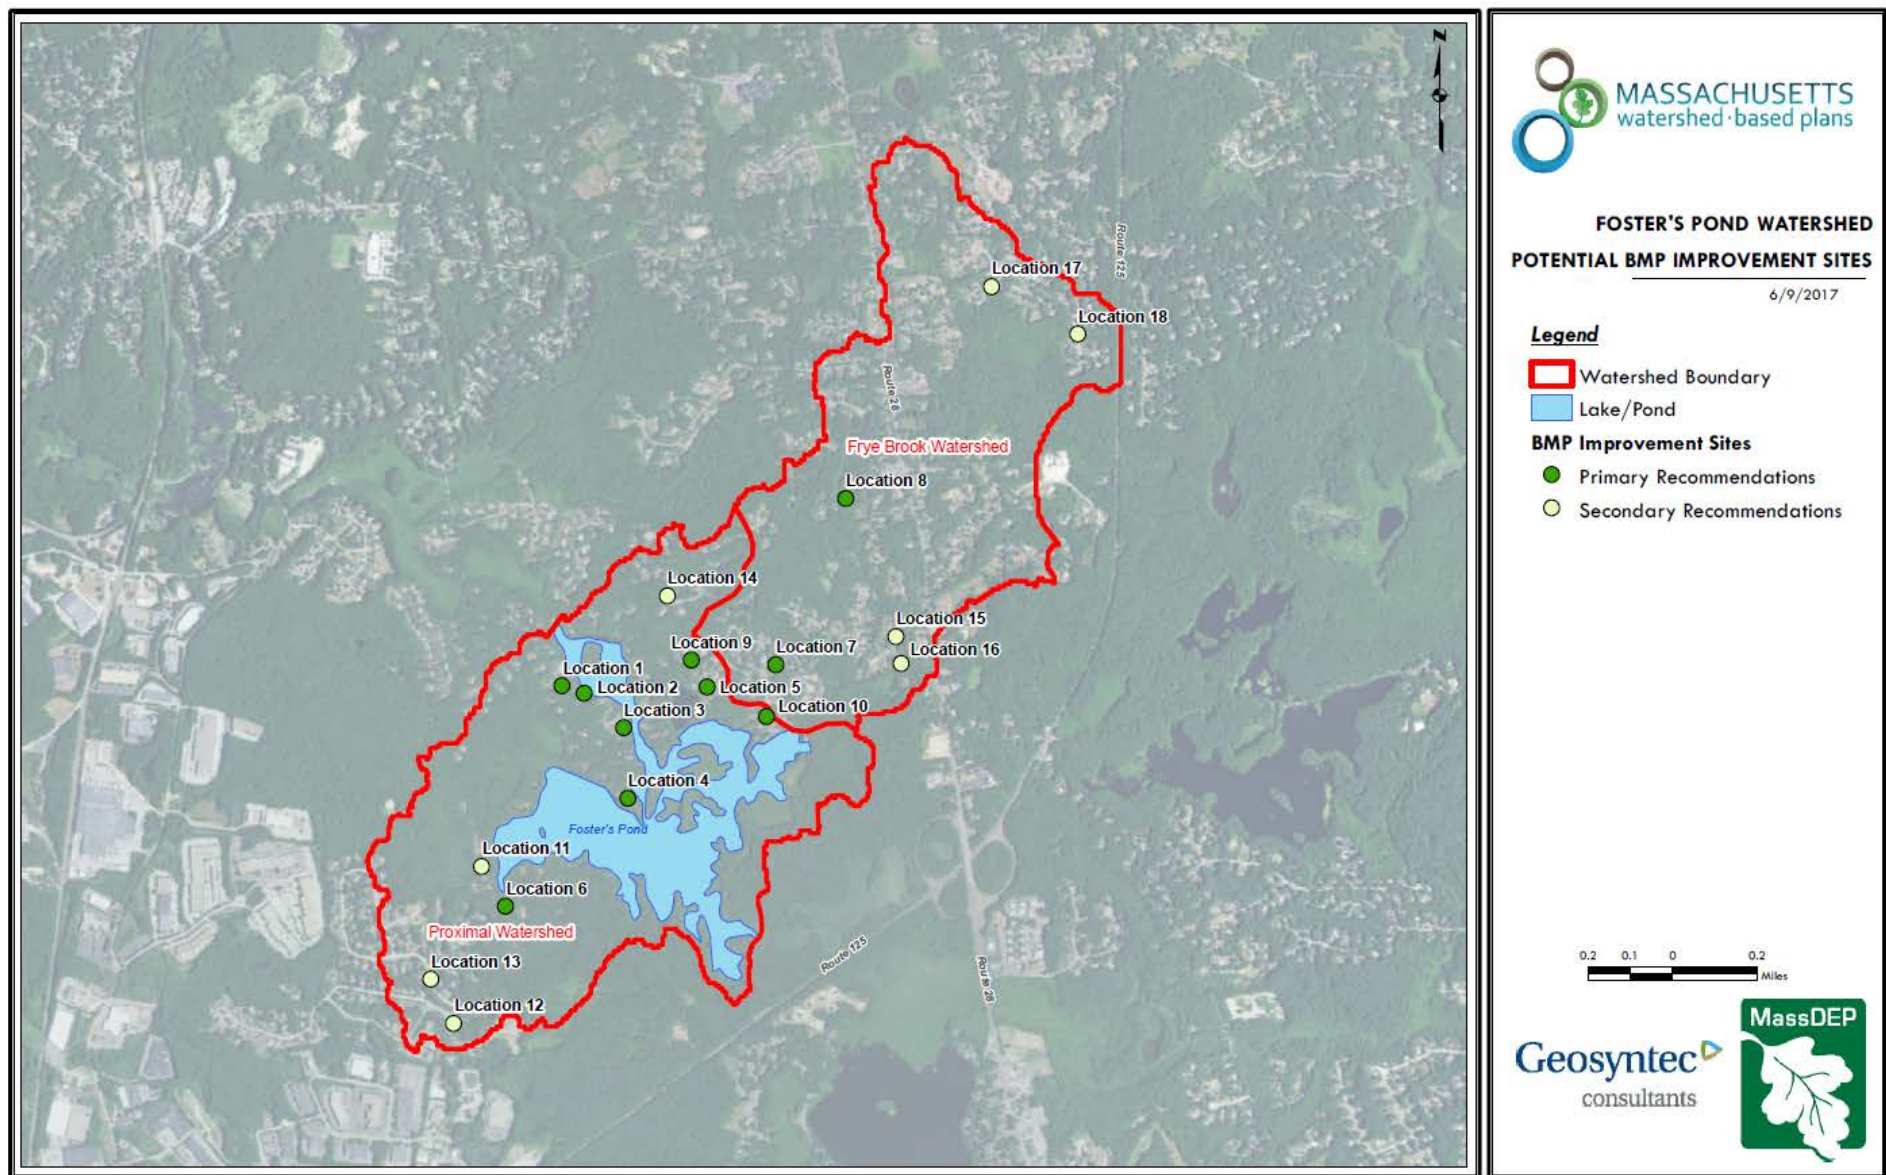 N
Route 125
Location 17
Location 18
Route 28
Frye Brook Watershed
Location 8
Location 14
Location 15
Location 9
Location 7
Location 16
Location 1
Location 2
Location 5
Location 3
Location 10
Location 4
Foster's Pond
Location 11
Location 6
Proximal Watershed
Route 125
Location 13
Route 28
Location 12
MASSACHUSETTS
watershed·based plans
FOSTER'S POND WATERSHED
POTENTIAL BMP IMPROVEMENT SITES
6/9/2017
Legend
Watershed Boundary
Lake/Pond
BMP Improvement Sites
Primary Recommendations
Secondary Recommendations
0.2 0.1 0 0.2
Miles
Geosyntec
consultants
MassDEP